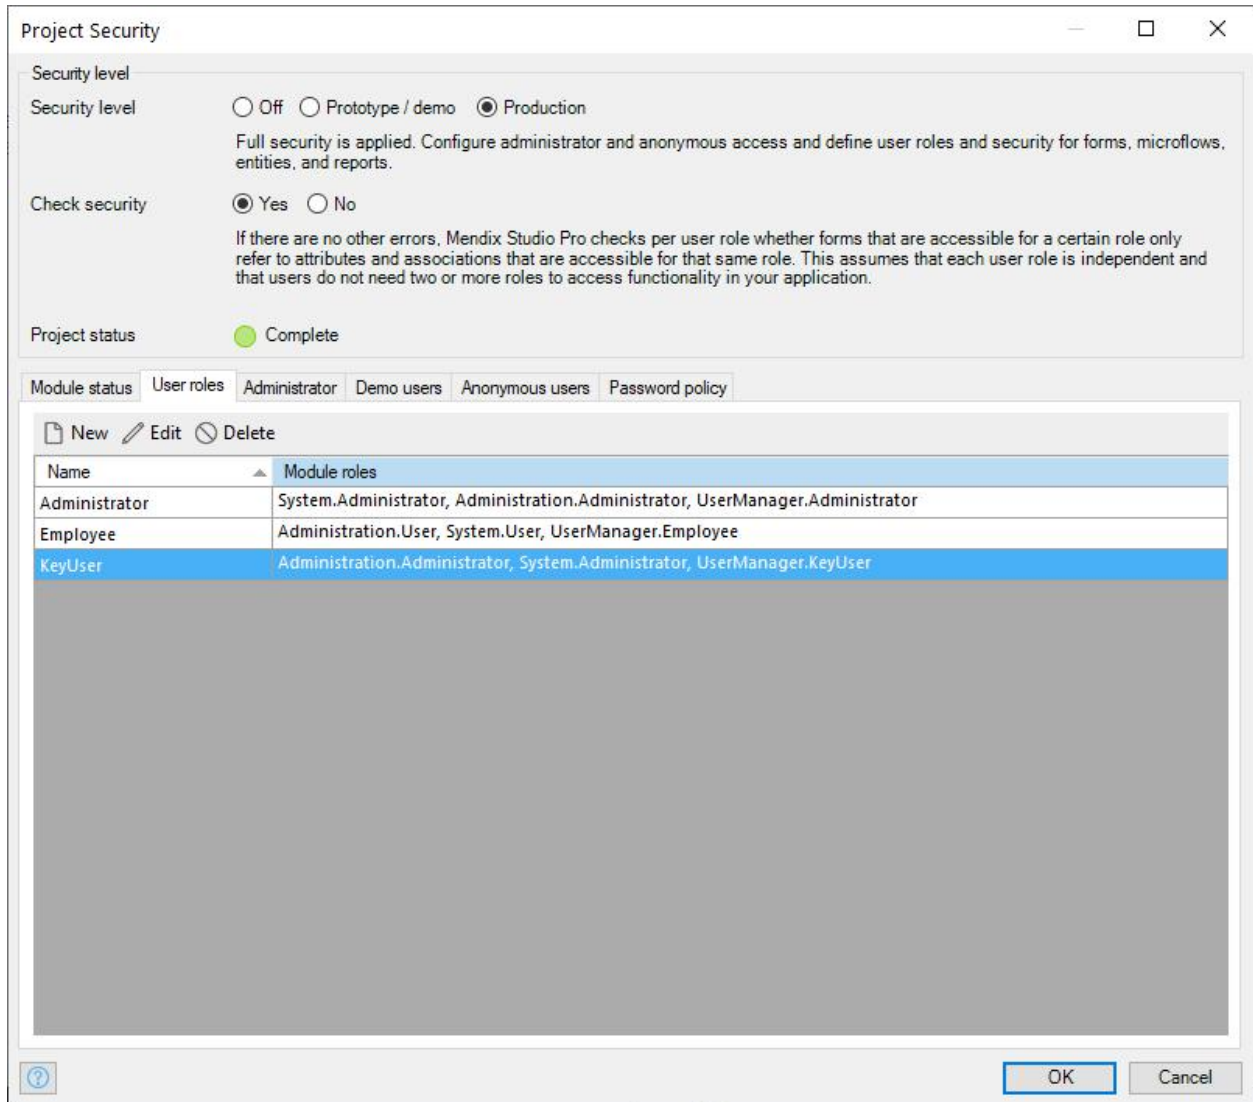 Project Security
Security level
Security level Off Prototype / demo Production
Full security is applied. Configure administrator and anonymous access and define user roles and security for forms, microflows,
entities, and reports.
Check security Yes No
If there are no other errors, Mendix Studio Pro checks per user role whether forms that are accessible for a certain role only
refer to attributes and associations that are accessible for that same role. This assumes that each user role is independent and
that users do not need two or more roles to access functionality in your application.
Project status Complete
Module status User roles Administrator Demo users Anonymous users Password policy
New Edit Delete
Name Module roles
Administrator System.Administrator, Administration.Administrator, UserManager.Administrator
Employee Administration.User, System.User, UserManager.Employee
KeyUser Administration.Administrator, System.Administrator, UserManager.KeyUser
? OK Cancel